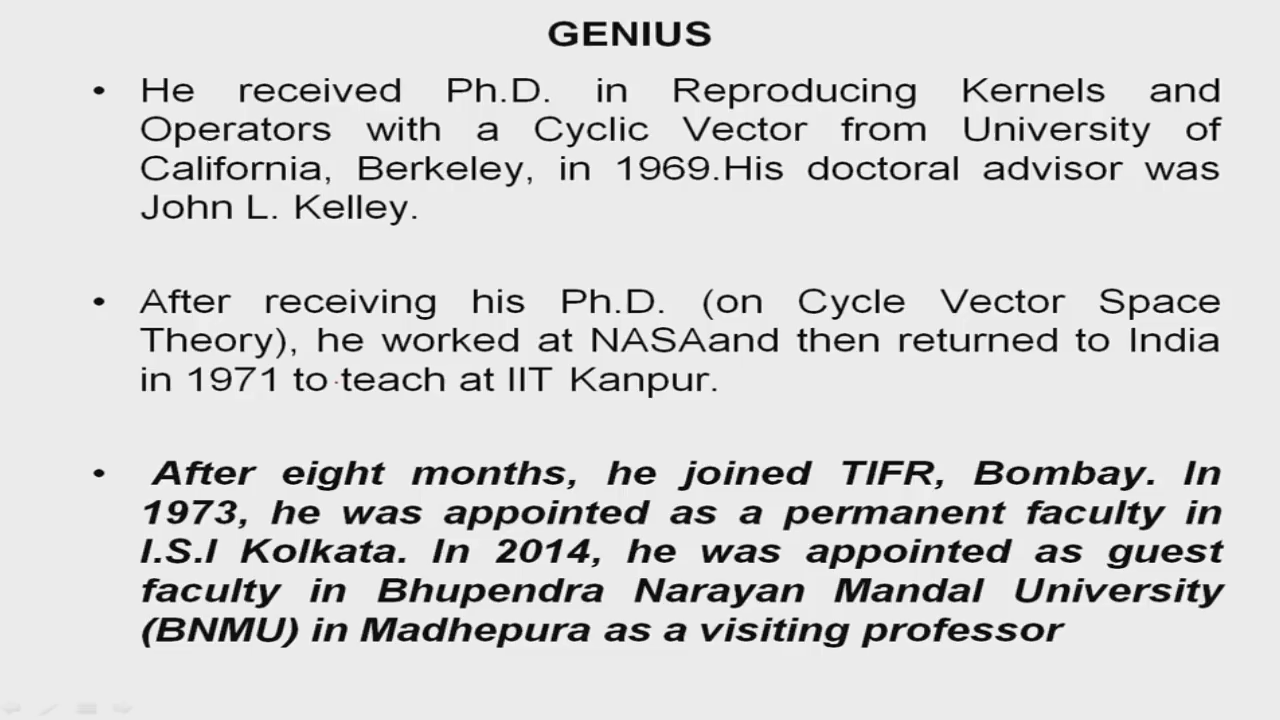 GENIUS
• He received Ph.D. in Reproducing Kernels and
Operators with a Cyclic Vector from University of
California, Berkeley, in 1969.His doctoral advisor was
John L. Kelley.
• After receiving his Ph.D. (on Cycle Vector Space
Theory), he worked at NASAand then returned to India
in 1971 to teach at IIT Kanpur.
• After eight months, he joined TIFR, Bombay. In
1973, he was appointed as a permanent faculty in
I.S.I Kolkata. In 2014, he was appointed as guest
faculty in Bhupendra Narayan Mandal University
(BNMU) in Madhepura as a visiting professor